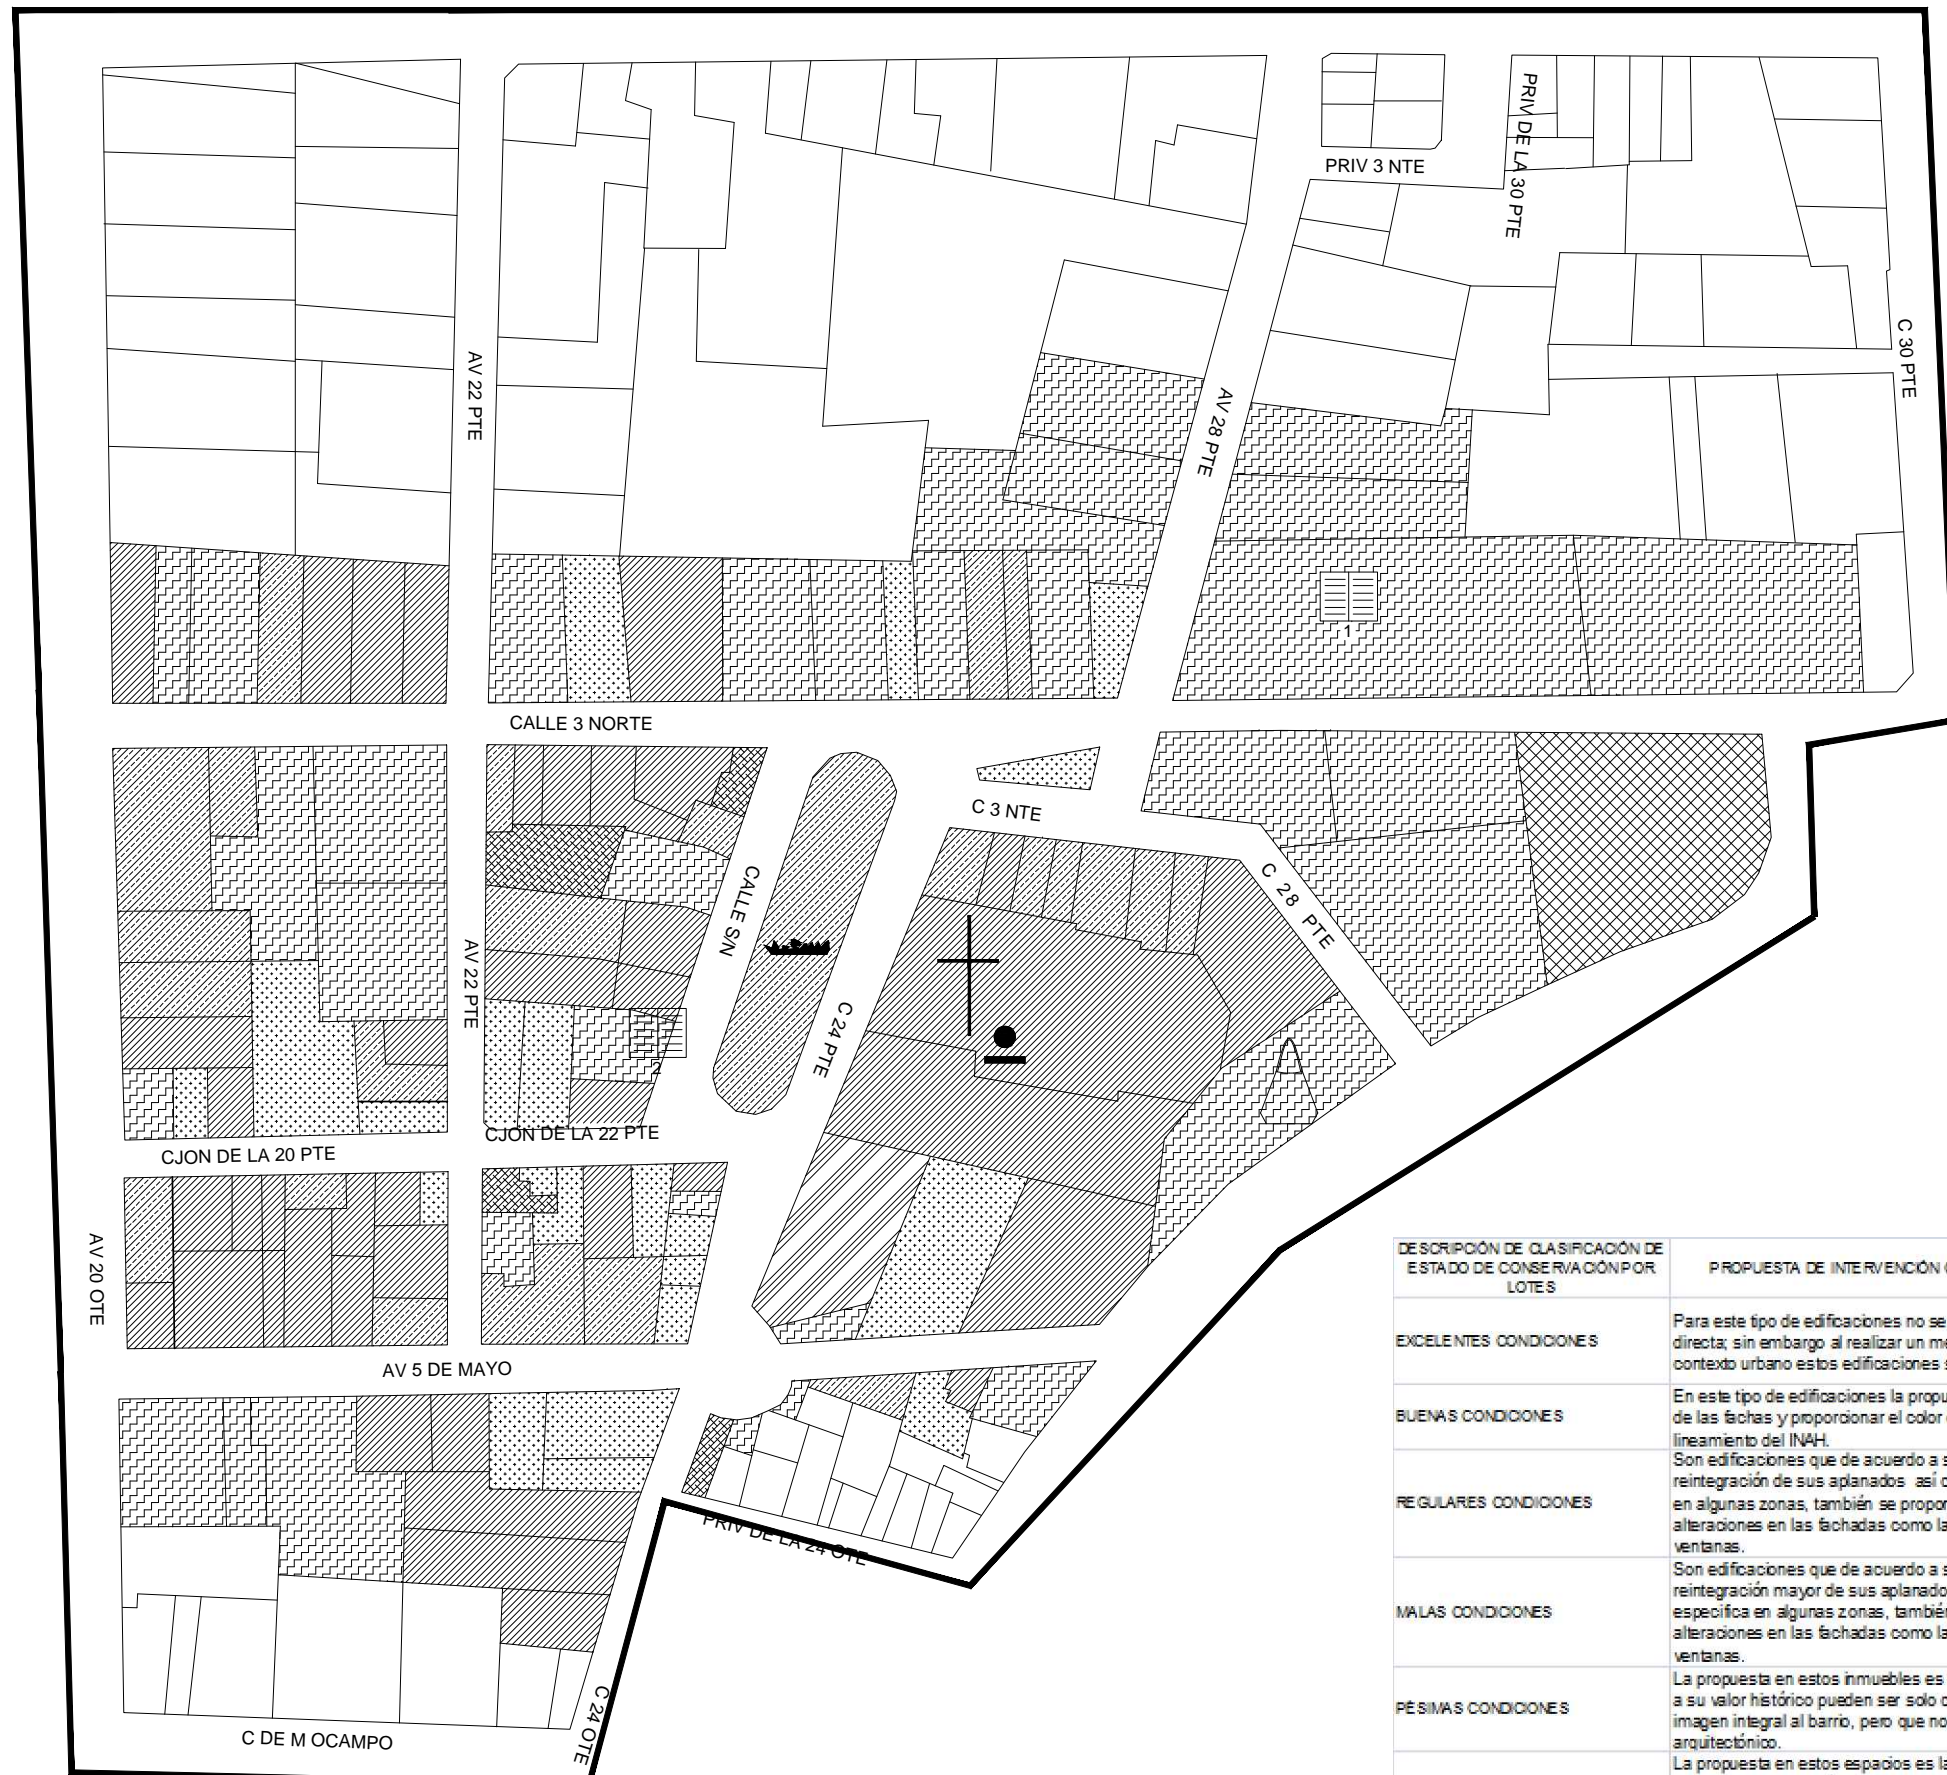 PRIV 3 NTE
PRIV DE LA 30 PTE
C 30 PTE
AV 22 PTE
AV 28 PTE
1
CALLE 3 NORTE
C 3 NTE
C 28 PTE
CALLE S/N
AV 22 PTE
C 24 PTE
2
CJON DE LA 22 PTE
CJON DE LA 20 PTE
AV 20 OTE
AV 5 DE MAYO
PRIV DE LA 24 OTE
C 24 OTE
C DE M OCAMPO
DESCRIPCIÓN DE CLASIFICACIÓN DE
ESTADO DE CONSERVACIÓN POR
LOTES
PROPUESTA DE INTERVENCIÓN
EXCELENTES CONDICIONES
Para este tipo de edificaciones no se
directa; sin embargo al realizar un me
contexto urbano estos edificaciones s
BUENAS CONDICIONES
En este tipo de edificaciones la propu
de las fachas y proporcionar el color
lineamiento del INAH.
REGULARES CONDICIONES
Son edificaciones que de acuerdo a s
reintegración de sus aplanados así
en algunas zonas, también se propor
alteraciones en las fachadas como la
ventanas.
MALAS CONDICIONES
Son edificaciones que de acuerdo a s
reintegración mayor de sus aplanado
especifica en algunas zonas, también
alteraciones en las fachadas como la
ventanas.
PÉSIMAS CONDICIONES
La propuesta en estos inmuebles es
a su valor histórico pueden ser solo
imagen integral al barrio, pero que no
arquitectónico.
La propuesta en estos espacios es la